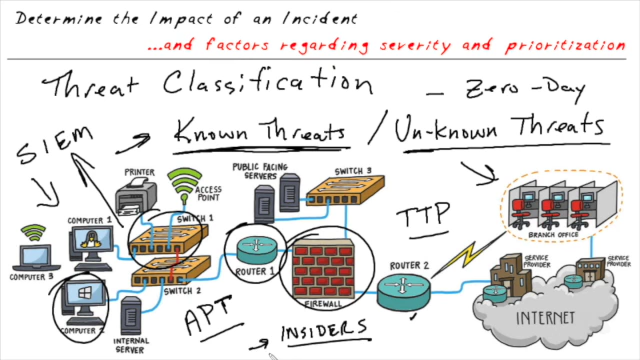 Determine the Impact of an Incident
...and factors regarding severity and prioritization
Threat Classification
– Zero-Day
SIEM
→ Known Threats / Un-known Threats
PRINTER
ACCESS POINT
PUBLIC FACING SERVERS
SWITCH 3
COMPUTER 1
SWITCH 1
TTP
BRANCH OFFICE
COMPUTER 3
ROUTER 1
FIREWALL
ROUTER 2
SERVICE PROVIDER
SERVICE PROVIDER
COMPUTER 2
SWITCH 2
INTERNET
INTERNAL SERVER
APT
→ INSIDERS